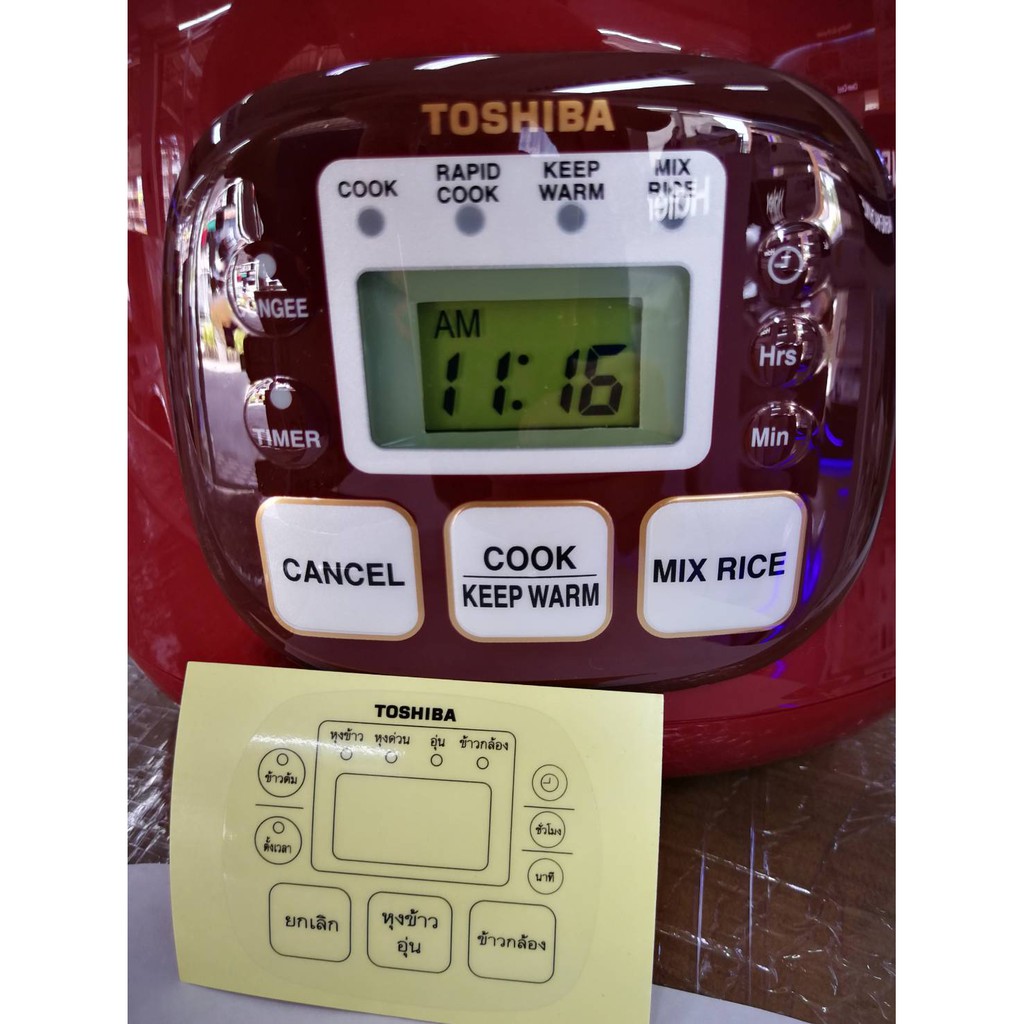 TOSHIBA
COOK
RAPID
COOK
KEEP
WARM
MIX
RICE
TIMER
AM
11:16
Hrs
Min
CANCEL
COOK
KEEP WARM
MIX RICE
TOSHIBA
หุงข้าว หุงด่วน อุ่น ข้าวกล้อง
ข้าวต้ม
ตั้งเวลา
ชั่วโมง
นาที
ยกเลิก
หุงข้าว
อุ่น
ข้าวกล้อง